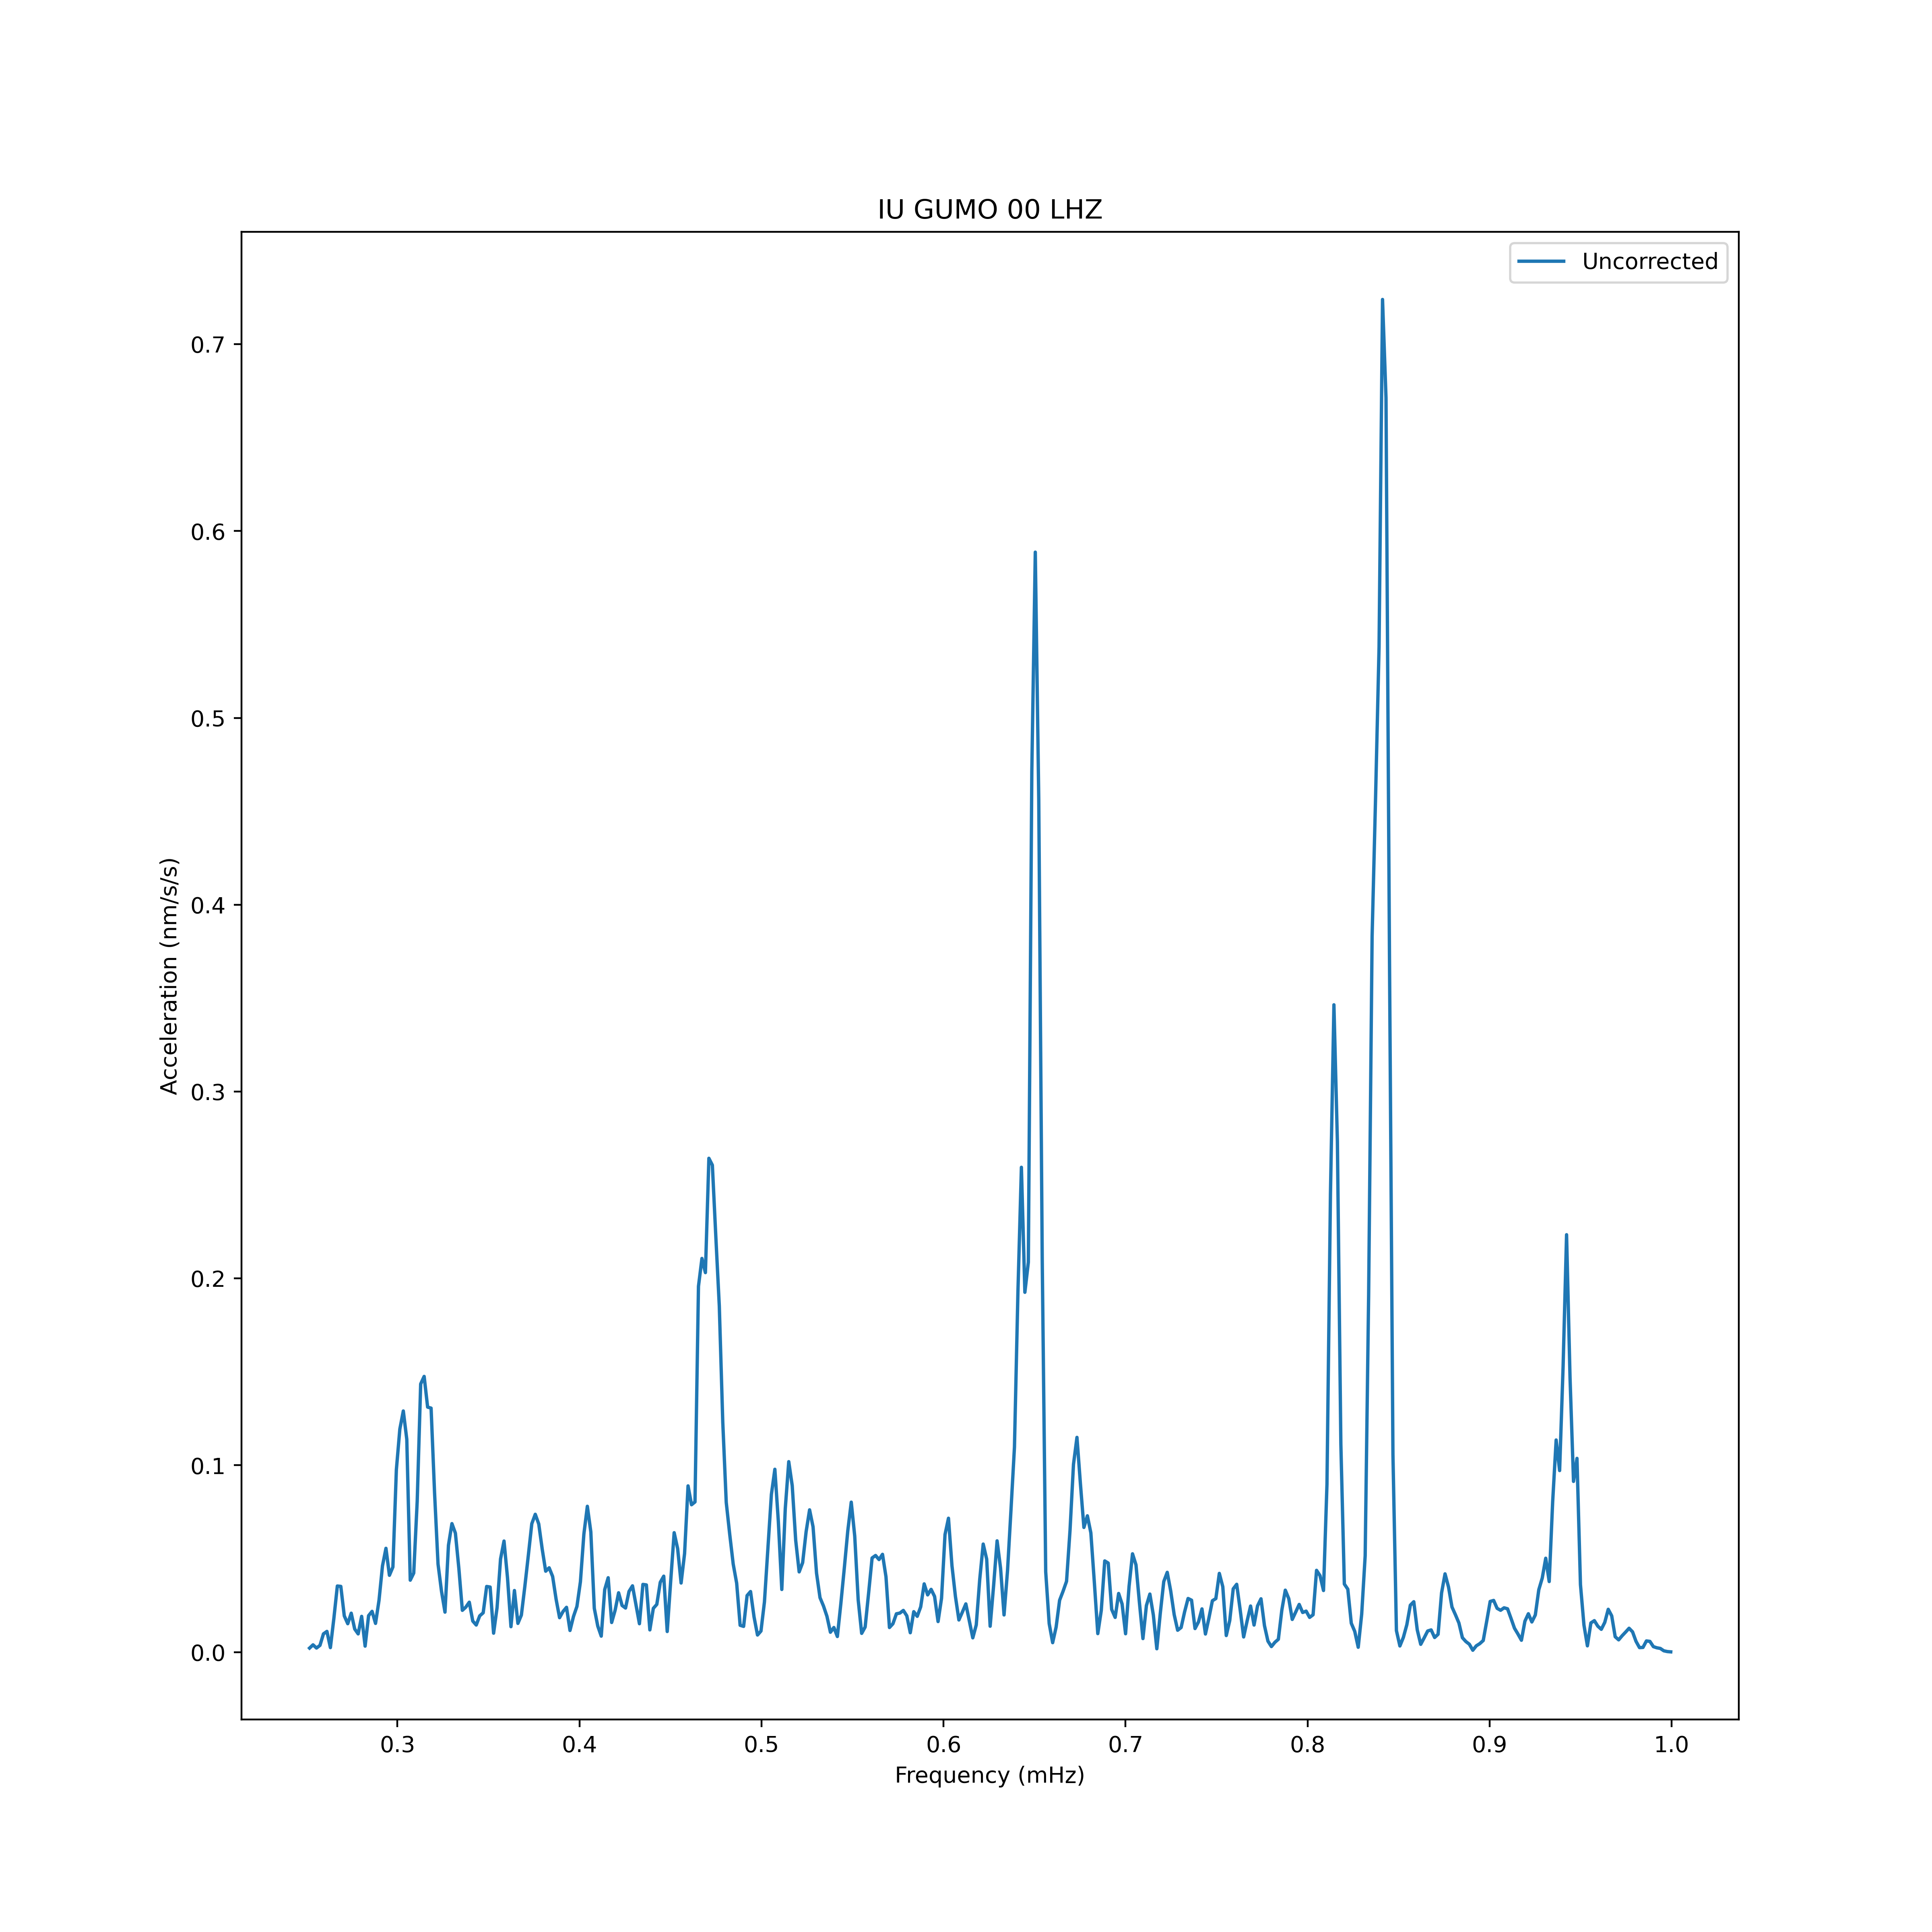 IU GUMO 00 LHZ
Uncorrected
Acceleration (nm/s/s)
0.7
0.6
0.5
0.4
0.3
0.2
0.1
0.0
0.3 0.4 0.5 0.6 0.7 0.8 0.9 1.0
Frequency (mHz)